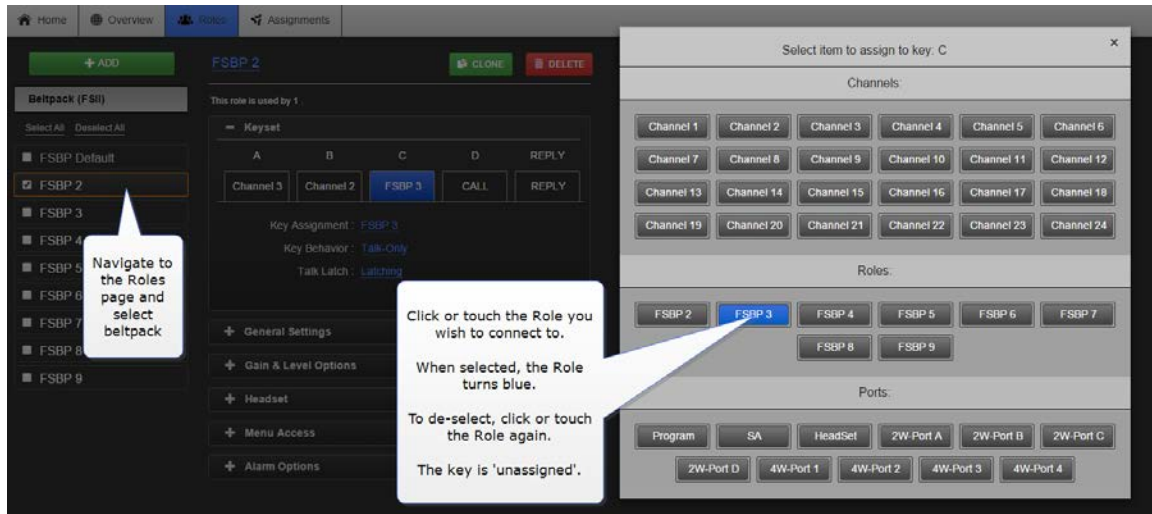 Home Overview Roles Assignments
+ ADD
Beltpack (FSII)
Select All Deselect All
FSBP Default
FSBP 2
FSBP 3
FSBP 4
FSBP 5
FSBP 6
FSBP 7
FSBP 8
FSBP 9
Navigate to
the Roles
page and
select
beltpack
FSBP 2 CLONE DELETE
This role is used by 1
Keyset
A B C D REPLY
Channel 3 Channel 2 FSBP 3 CALL REPLY
Key Assignment : FSBP 3
Key Behavior : Talk-Only
Talk Latch : Latching
+ General Settings
+ Gain & Level Options
+ Headset
+ Menu Access
+ Alarm Options
Click or touch the Role you
wish to connect to.
When selected, the Role
turns blue.
To de-select, click or touch
the Role again.
The key is 'unassigned'.
Select item to assign to key: C x
Channels:
Channel 1 Channel 2 Channel 3 Channel 4 Channel 5 Channel 6
Channel 7 Channel 8 Channel 9 Channel 10 Channel 11 Channel 12
Channel 13 Channel 14 Channel 15 Channel 16 Channel 17 Channel 18
Channel 19 Channel 20 Channel 21 Channel 22 Channel 23 Channel 24
Roles:
FSBP 2 FSBP 3 FSBP 4 FSBP 5 FSBP 6 FSBP 7
FSBP 8 FSBP 9
Ports:
Program SA HeadSet 2W-Port A 2W-Port B 2W-Port C
2W-Port D 4W-Port 1 4W-Port 2 4W-Port 3 4W-Port 4